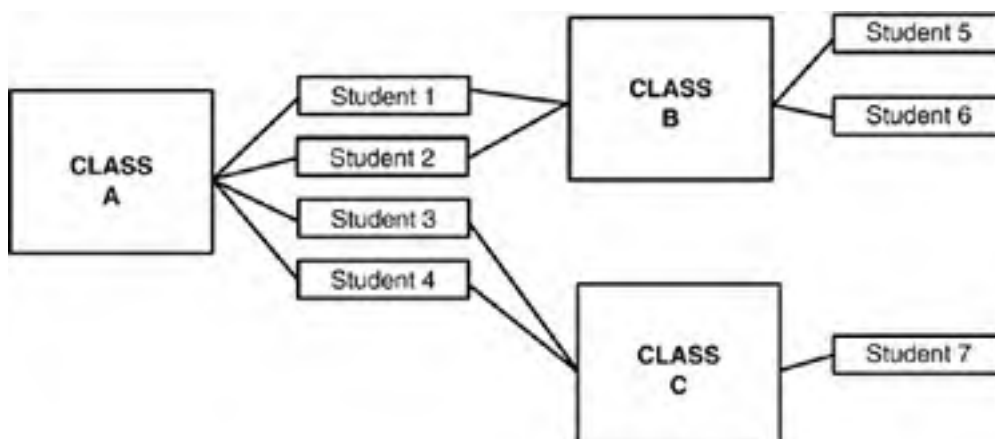 CLASS
A
Student 1
Student 2
Student 3
Student 4
CLASS
B
Student 5
Student 6
CLASS
C
Student 7